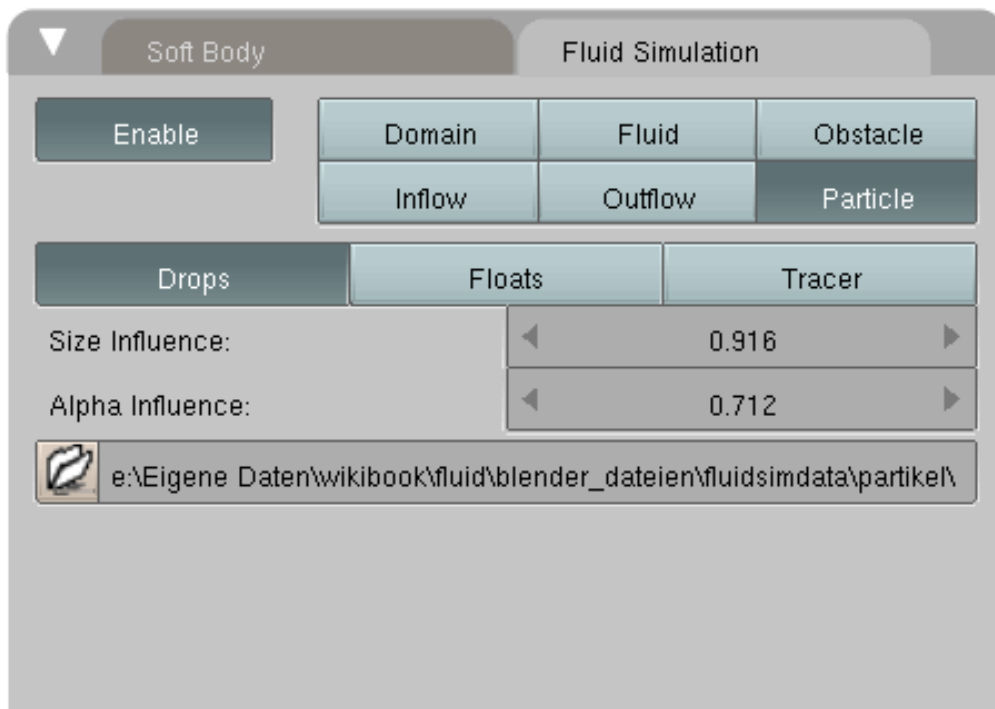 Soft Body Fluid Simulation
Enable Domain Fluid Obstacle
Inflow Outflow Particle
Drops Floats Tracer
Size Influence: 0.916
Alpha Influence: 0.712
e:\Eigene Daten\wikibook\fluid\blender_dateien\fluidsimdata\partikel\